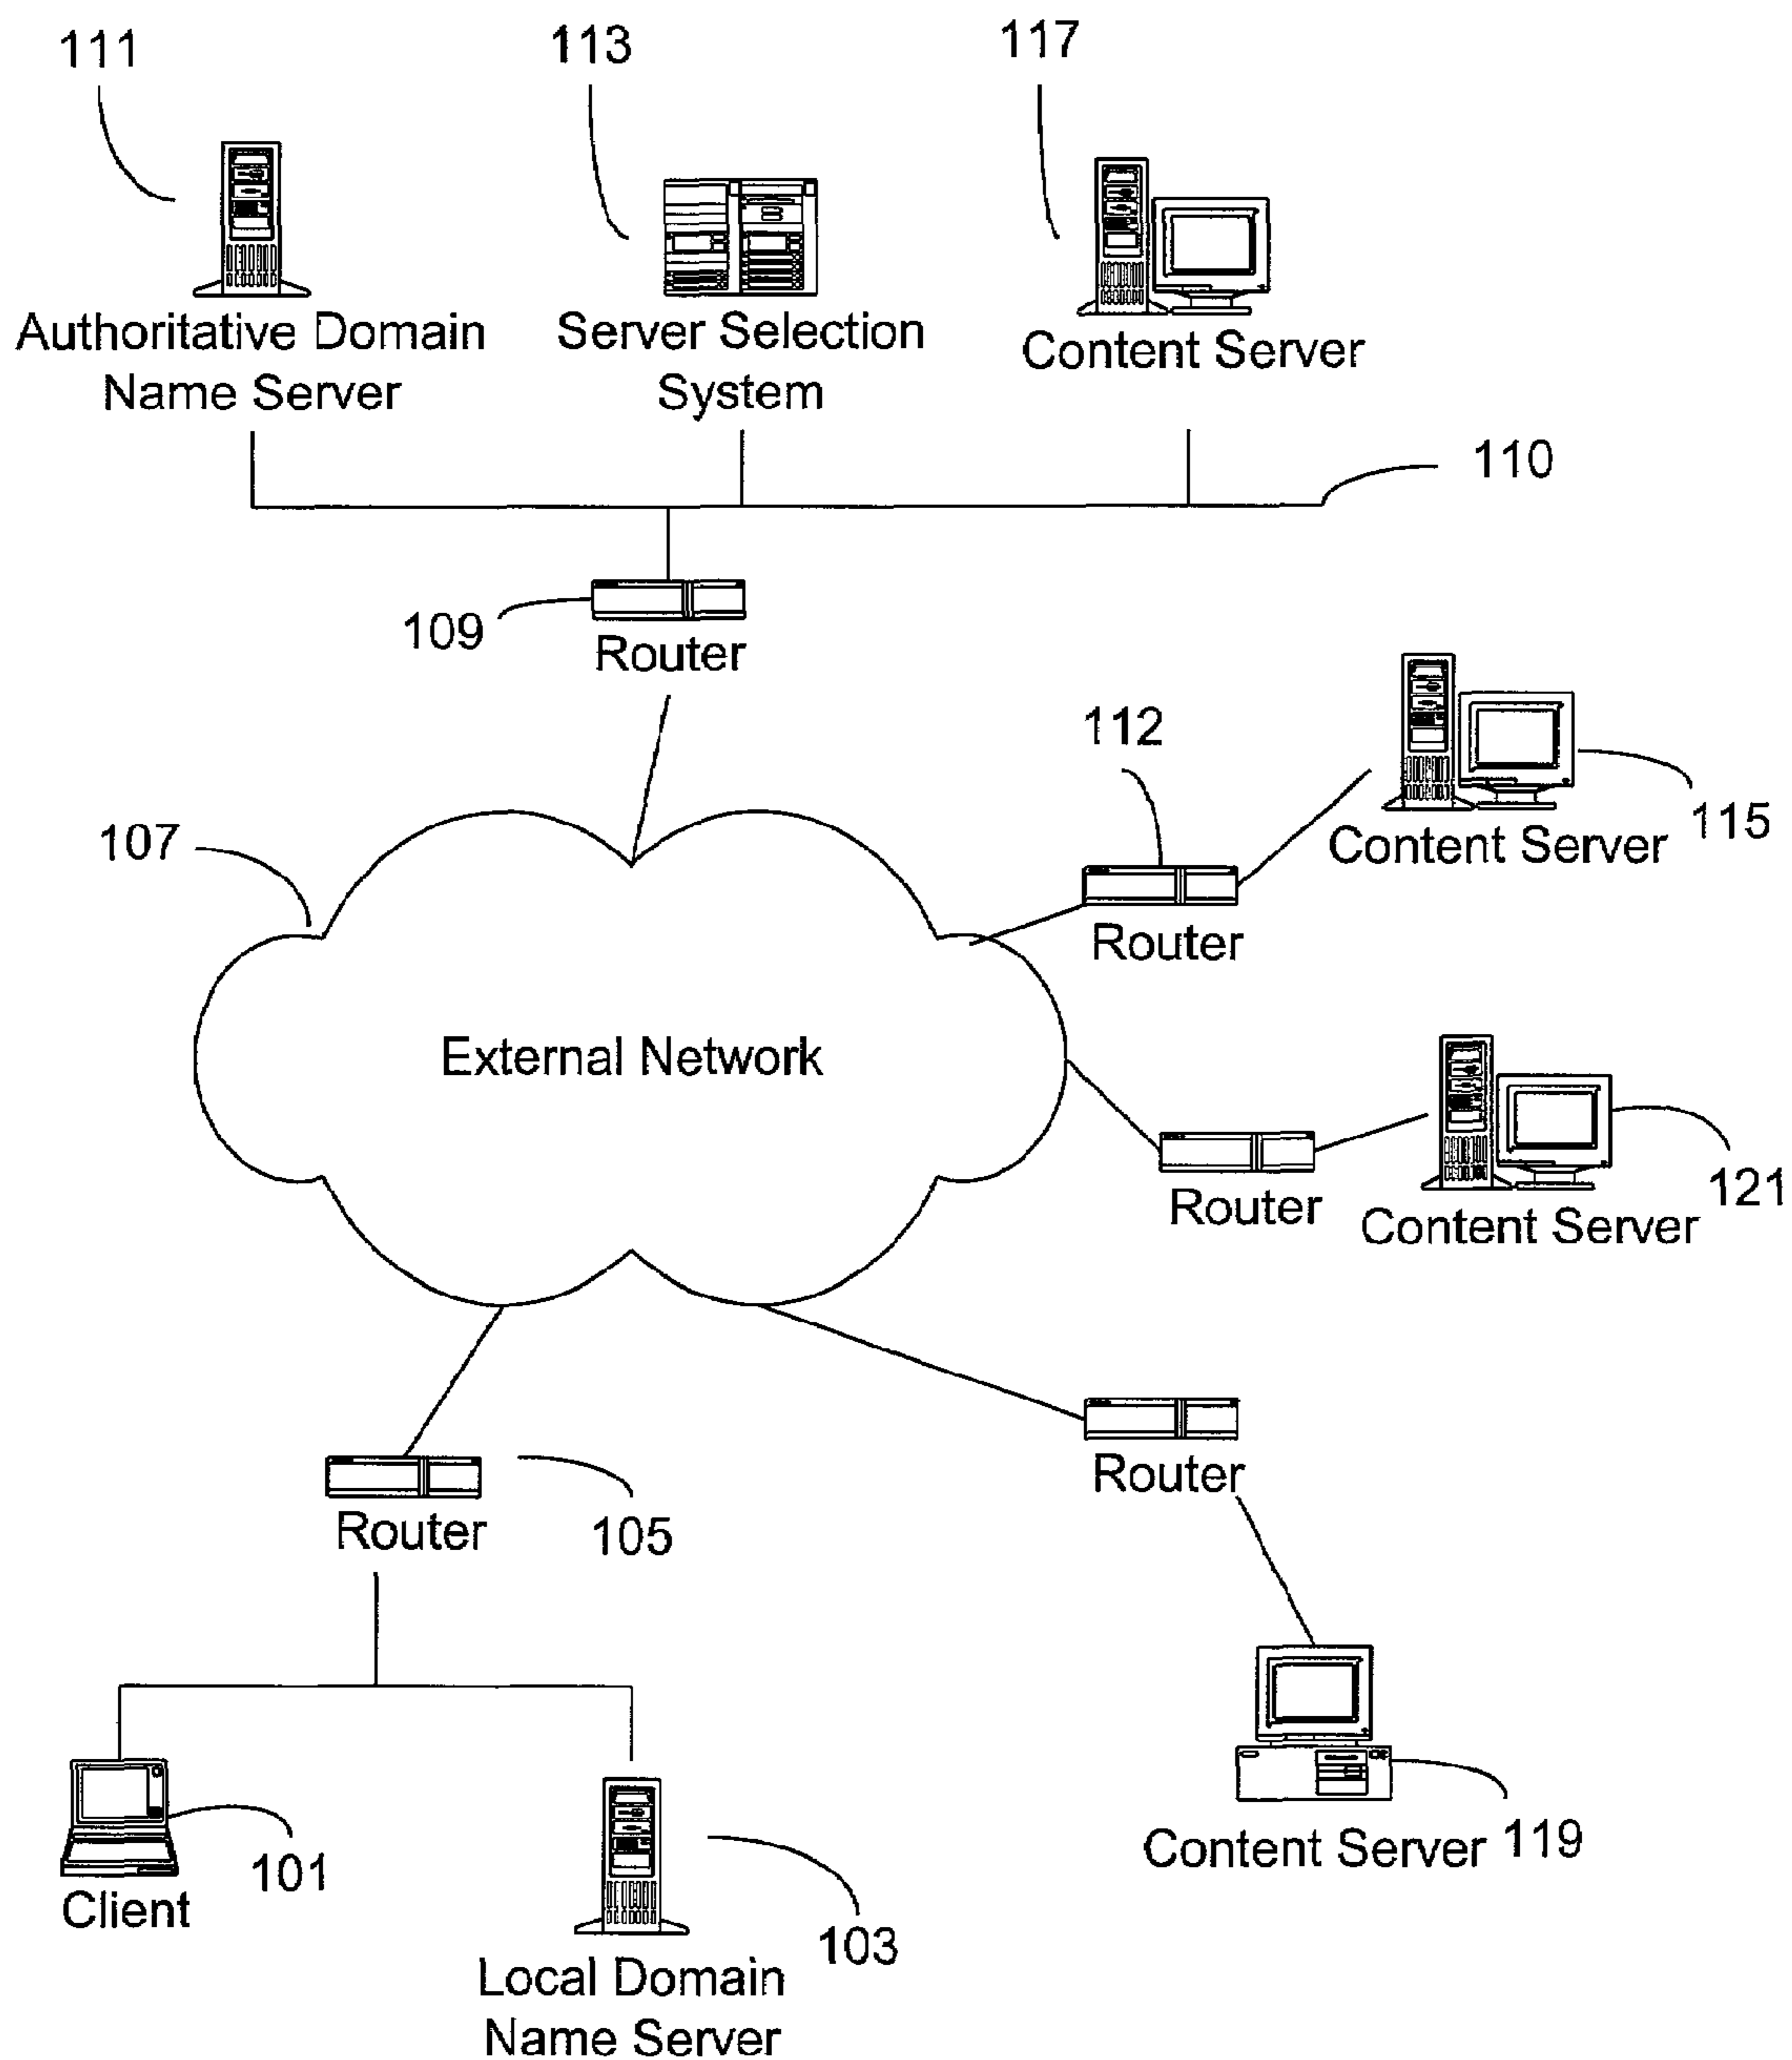 111
113
117
Authoritative Domain
Name Server
Server Selection
System
Content Server
110
109
Router
112
115
Content Server
107
Router
External Network
121
Router
Content Server
Router
105
Router
101
Client
119
Content Server
103
Local Domain
Name Server